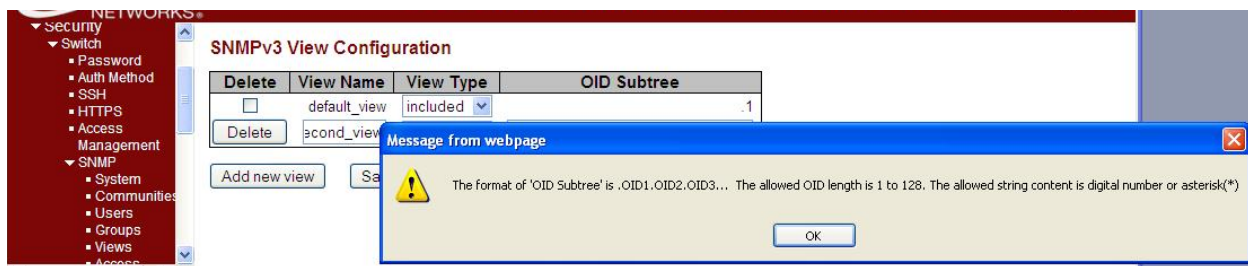 NETWORKS®
Security
Switch
Password
Auth Method
SSH
HTTPS
Access
Management
SNMP
System
Communities
Users
Groups
Views
Access
SNMPv3 View Configuration
Delete View Name View Type OID Subtree
default_view included .1
Delete econd_view
Add new view Sa
Message from webpage
The format of 'OID Subtree' is .OID1.OID2.OID3... The allowed OID length is 1 to 128. The allowed string content is digital number or asterisk(*)
OK